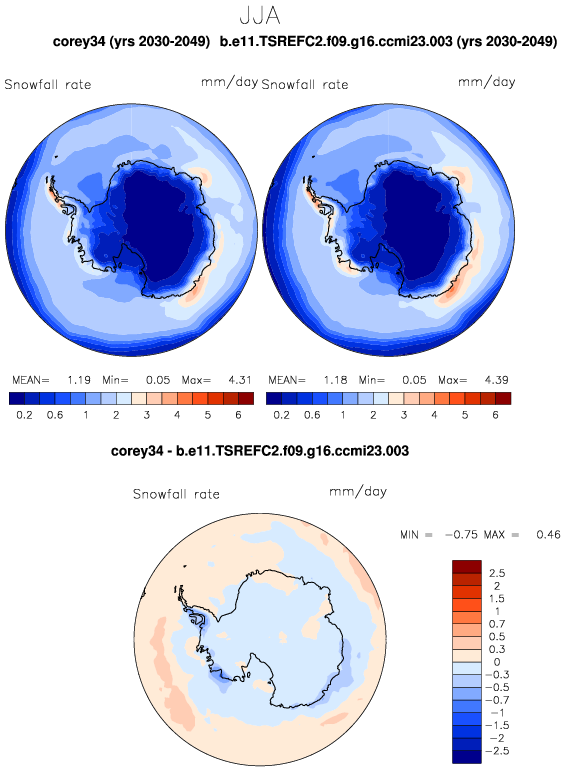 JJA
corey34 (yrs 2030-2049) b.e11.TSREFC2.f09.g16.ccmi23.003 (yrs 2030-2049)
Snowfall rate mm/day Snowfall rate mm/day
MEAN= 1.19 Min= 0.05 Max= 4.31 MEAN= 1.18 Min= 0.05 Max= 4.39
0.2 0.6 1 2 3 4 5 6 0.2 0.6 1 2 3 4 5 6
corey34 - b.e11.TSREFC2.f09.g16.ccmi23.003
Snowfall rate mm/day
MIN = -0.75 MAX = 0.46
2.5
2
1.5
1
0.7
0.5
0.3
0
-0.3
-0.5
-0.7
-1
-1.5
-2
-2.5